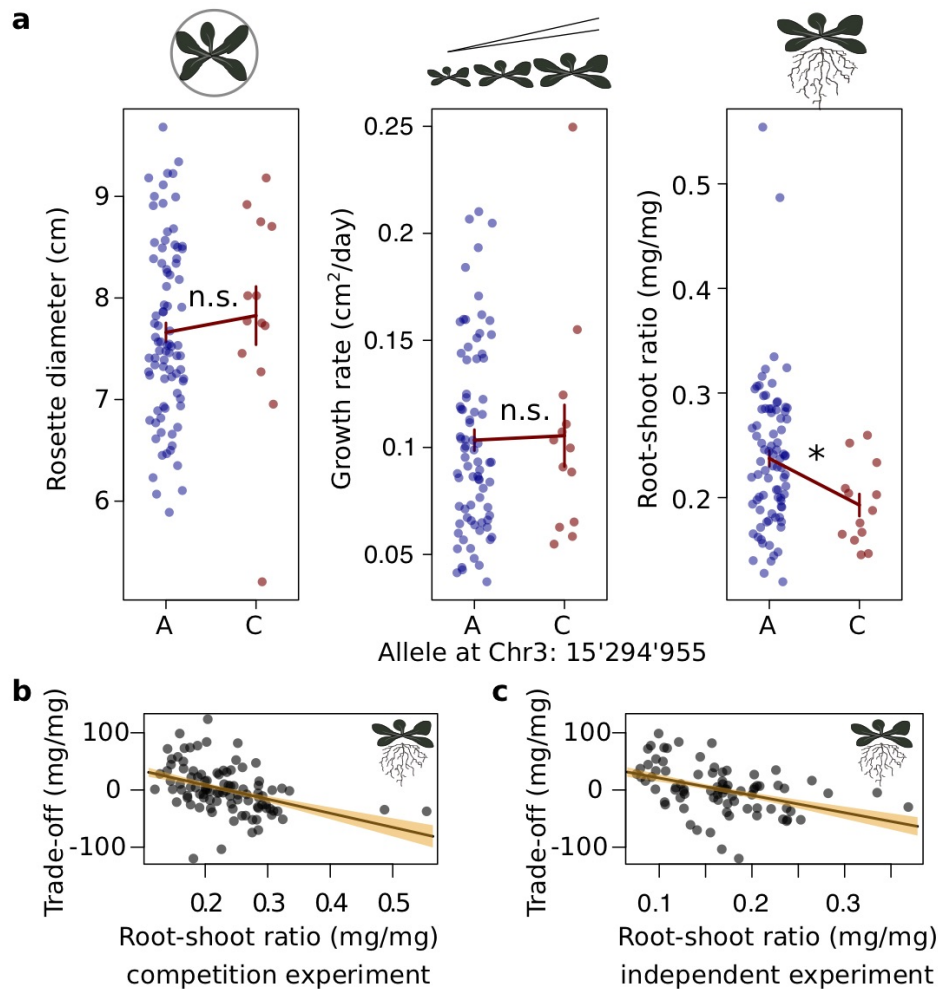 a
Rosette diameter (cm)
9
8
7
6
n.s.
A
C
Growth rate (cm²/day)
0.25
0.2
0.15
0.1
0.05
n.s.
A
C
Root-shoot ratio (mg/mg)
0.5
0.4
0.3
0.2
*
A
C
Allele at Chr3: 15'294'955
b
Trade-off (mg/mg)
100
0
-100
0.2 0.3 0.4 0.5
Root-shoot ratio (mg/mg)
competition experiment
c
Trade-off (mg/mg)
100
0
-100
0.1 0.2 0.3
Root-shoot ratio (mg/mg)
independent experiment